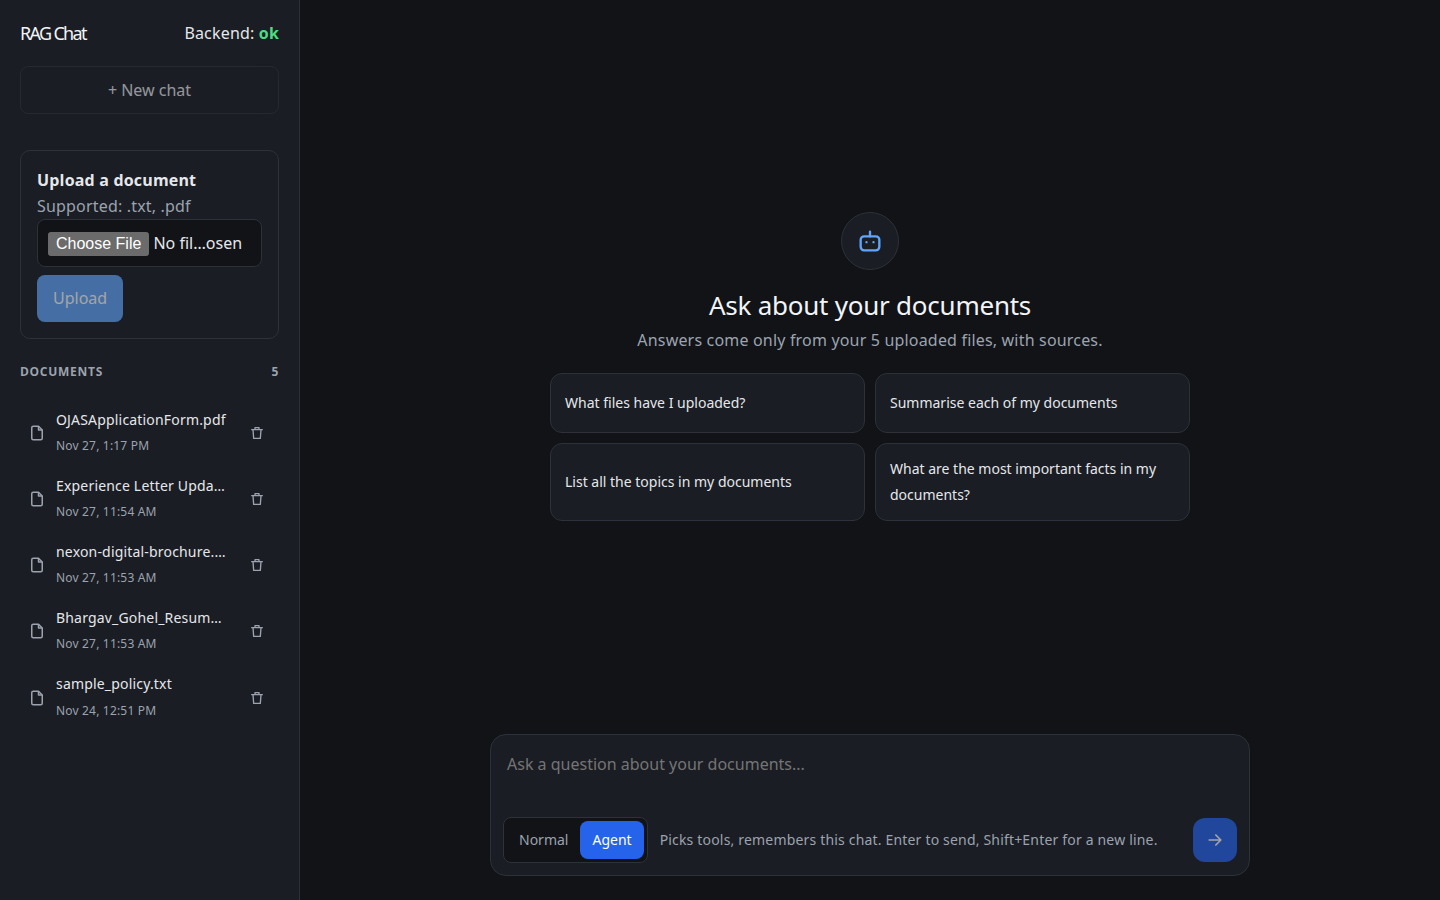 RAG Chat
Backend: ok
+ New chat
Upload a document
Supported: .txt, .pdf
Choose File No fil...osen
Upload
DOCUMENTS 5
OJASApplicationForm.pdf
Nov 27, 1:17 PM
Experience Letter Upda...
Nov 27, 11:54 AM
nexon-digital-brochure....
Nov 27, 11:53 AM
Bhargav_Gohel_Resum...
Nov 27, 11:53 AM
sample_policy.txt
Nov 24, 12:51 PM
Ask about your documents
Answers come only from your 5 uploaded files, with sources.
What files have I uploaded?
Summarise each of my documents
List all the topics in my documents
What are the most important facts in my
documents?
Ask a question about your documents...
Normal
Agent
Picks tools, remembers this chat. Enter to send, Shift+Enter for a new line.